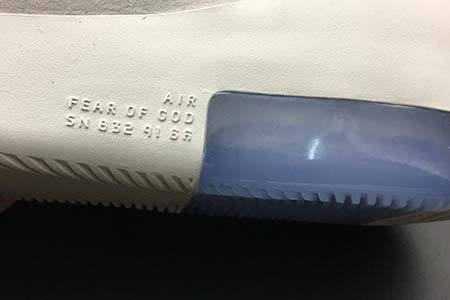 AIR
FEAR OF GOD
SN 832 91 66